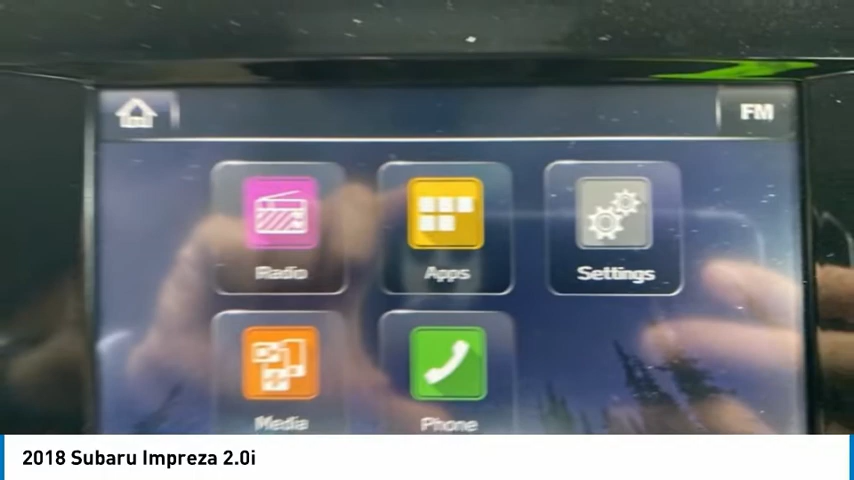 FM
Radio
Apps
Settings
Media
Phone
2018 Subaru Impreza 2.0i